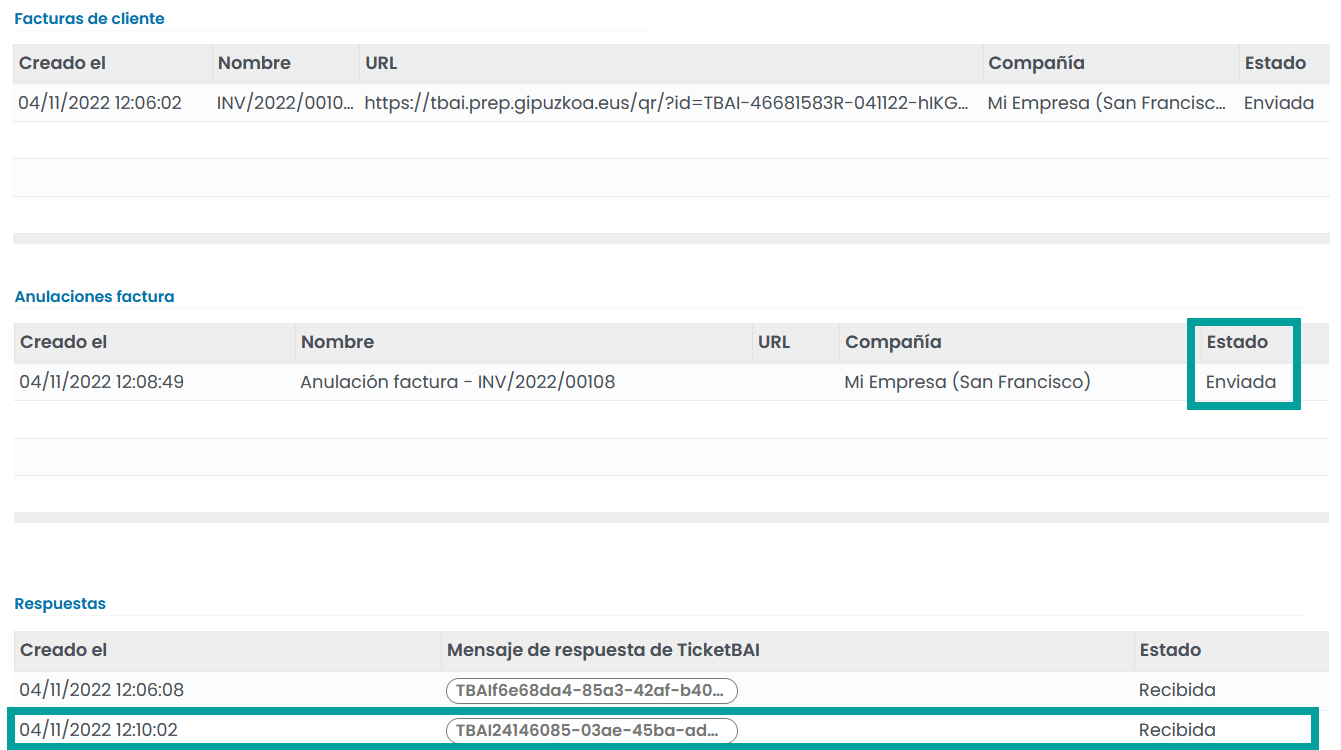 Facturas de cliente
Creado el Nombre URL Compañía Estado
04/11/2022 12:06:02 INV/2022/0010... https://tbai.prep.gipuzkoa.eus/qr/?id=TBAI-46681583R-041122-hIKG... Mi Empresa (San Francisc... Enviada
Anulaciones factura
Creado el Nombre URL Compañía Estado
04/11/2022 12:08:49 Anulación factura - INV/2022/00108 Mi Empresa (San Francisco) Enviada
Respuestas
Creado el Mensaje de respuesta de TicketBAI Estado
04/11/2022 12:06:08 TBAIf6e68da4-85a3-42af-b40... Recibida
04/11/2022 12:10:02 TBAI24146085-03ae-45ba-ad... Recibida